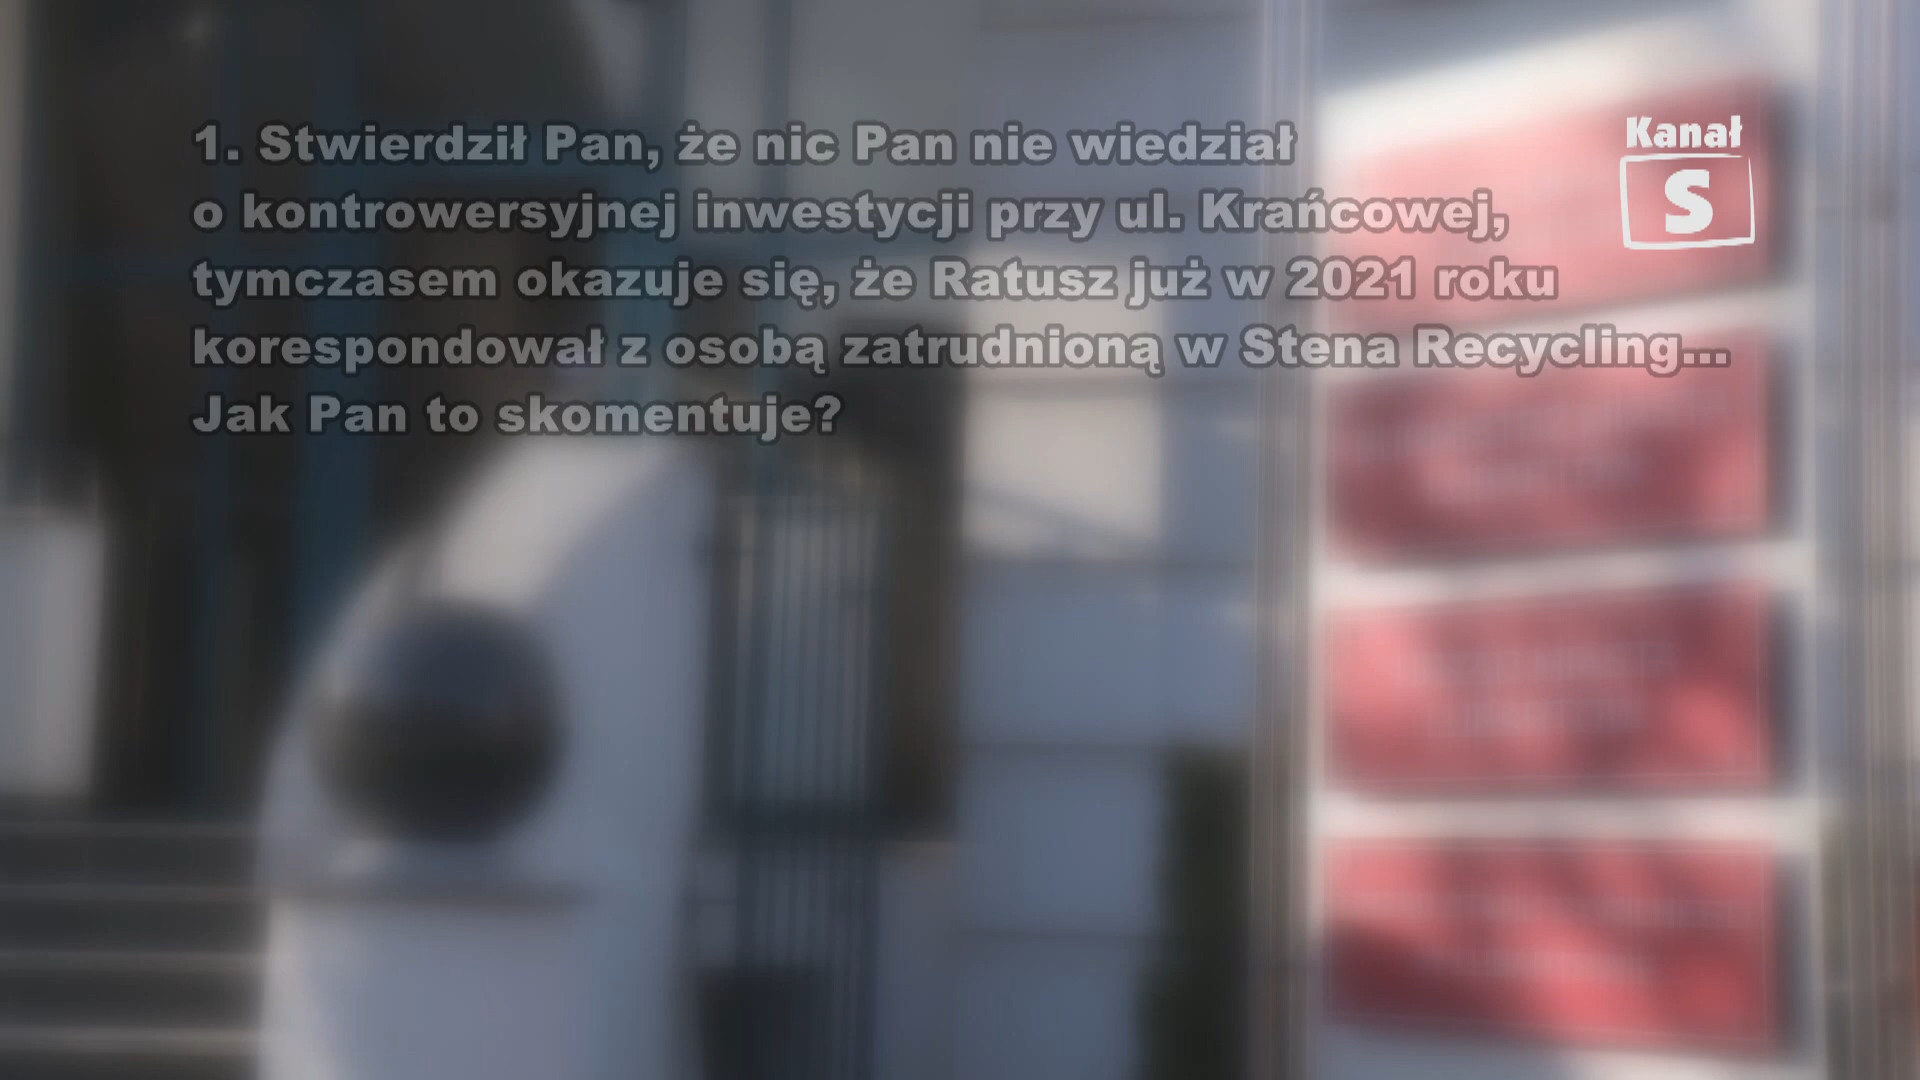 1. Stwierdził Pan, że nic Pan nie wiedział
o kontrowersyjnej inwestycji przy ul. Krańcowej,
tymczasem okazuje się, że Ratusz już w 2021 roku
korespondował z osobą zatrudnioną w Stena Recycling...
Jak Pan to skomentuje?
Kanał
S